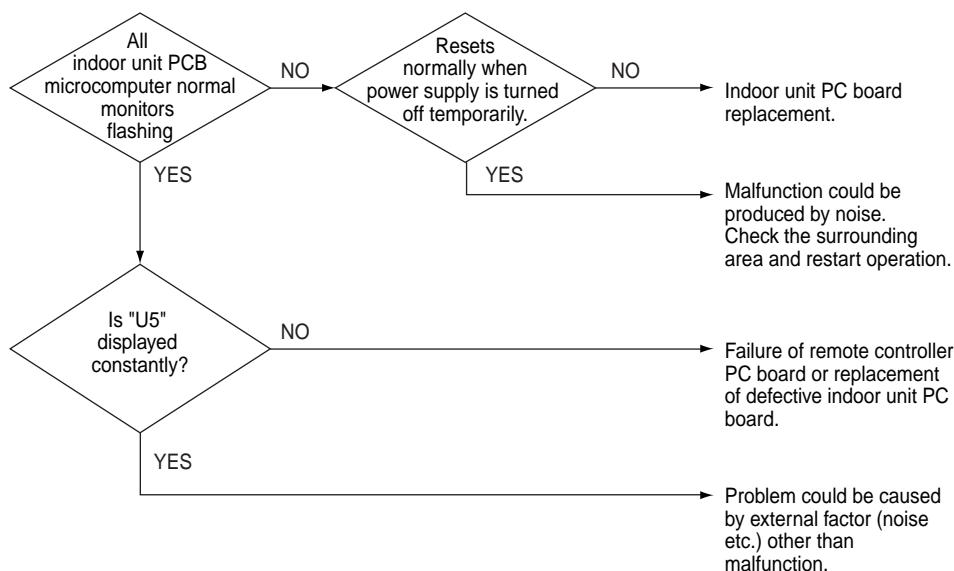 All
indoor unit PCB
microcomputer normal
monitors
flashing
NO
Resets
normally when
power supply is turned
off temporarily.
NO
Indoor unit PC board
replacement.
YES
YES
Malfunction could be
produced by noise.
Check the surrounding
area and restart operation.
Is "U5"
displayed
constantly?
NO
Failure of remote controller
PC board or replacement
of defective indoor unit PC
board.
YES
Problem could be caused
by external factor (noise
etc.) other than
malfunction.